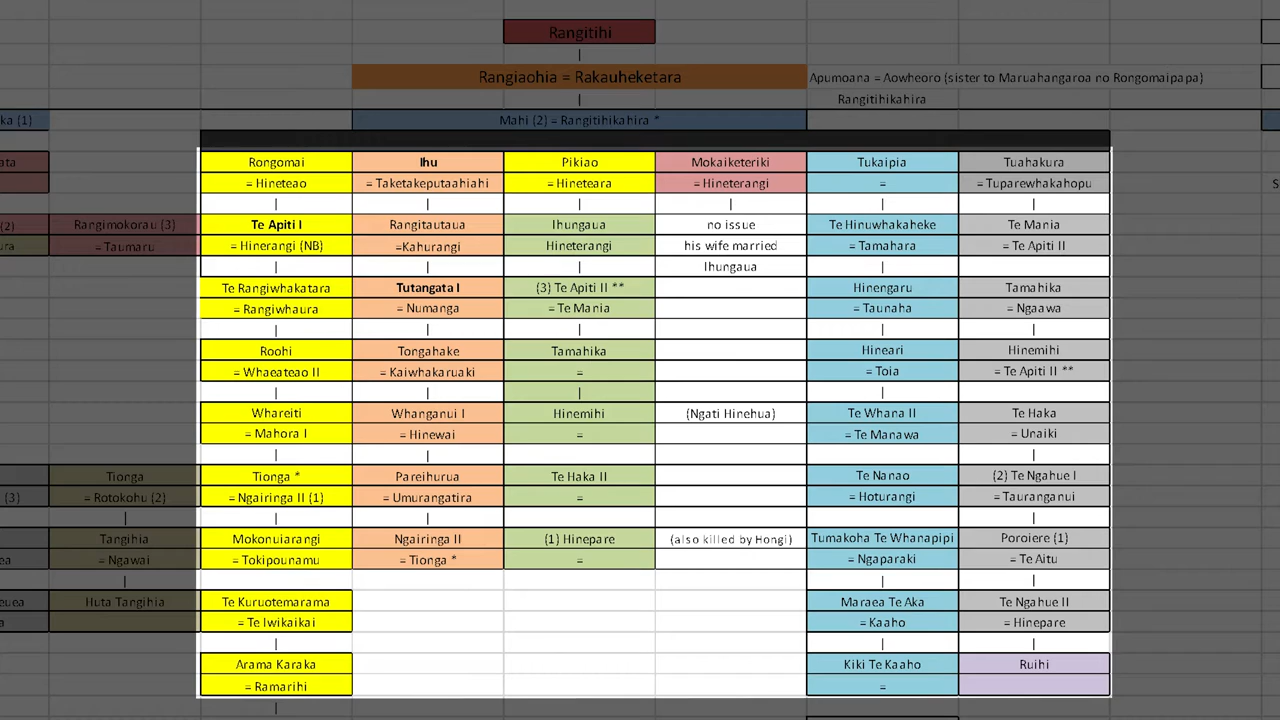 Rangitihi
|
Rangiaohia = Rakauheketara Apumoana = Aowheoro (sister to Maruahangaroa no Rongomaipapa)
| Rangitihikahira
ka (1) Mahi (2) = Rangitihikahira *
ata Rongomai Ihu Pikiao Mokaiketeriki Tukaipia Tuahakura
= Hineteao = Taketakeputaahiahi = Hineteara = Hineterangi = = Tuparewhakahopu S
| | | | | |
(2) Rangimokorau (3) Te Apiti I Rangitautaua Ihungaua no issue Te Hinuwhakaheke Te Mania
ura = Taumaru = Hinerangi (NB) =Kahurangi Hineterangi his wife married = Tamahara = Te Apiti II
| | | Ihungaua |
Te Rangiwhakatara Tutangata I (3) Te Apiti II ** Hinengaru Tamahika
= Rangiwhaura = Numanga = Te Mania = Taunaha = Ngaawa
| | | | |
Roohi Tongahake Tamahika Hineari Hinemihi
= Whaeateao II = Kaiwhakaruaki = = Toia = Te Apiti II **
| | | | |
Whareiti Whanganui I Hinemihi (Ngati Hinehua) Te Whana II Te Haka
= Mahora I = Hinewai = = Te Manawa = Unaiki
| | | |
Tionga Tionga * Pareihurua Te Haka II Te Nanao (2) Te Ngahue I
(3) = Rotokohu (2) = Ngairinga II (1) = Umurangatira = = Hoturangi = Tauranganui
| | | |
Tangihia Mokonuiarangi Ngairinga II (1) Hinepare (also killed by Hongi) Tumakoha Te Whanapipi Poroiere (1)
ea = Ngawai = Tokipounamu = Tionga * = = Ngaparaki = Te Aitu
| | |
euea Huta Tangihia Te Kuruotemarama Maraea Te Aka Te Ngahue II
a = Te Iwikaikai = Kaaho = Hinepare
| | |
Arama Karaka Kiki Te Kaaho Ruihi
= Ramarihi =
|